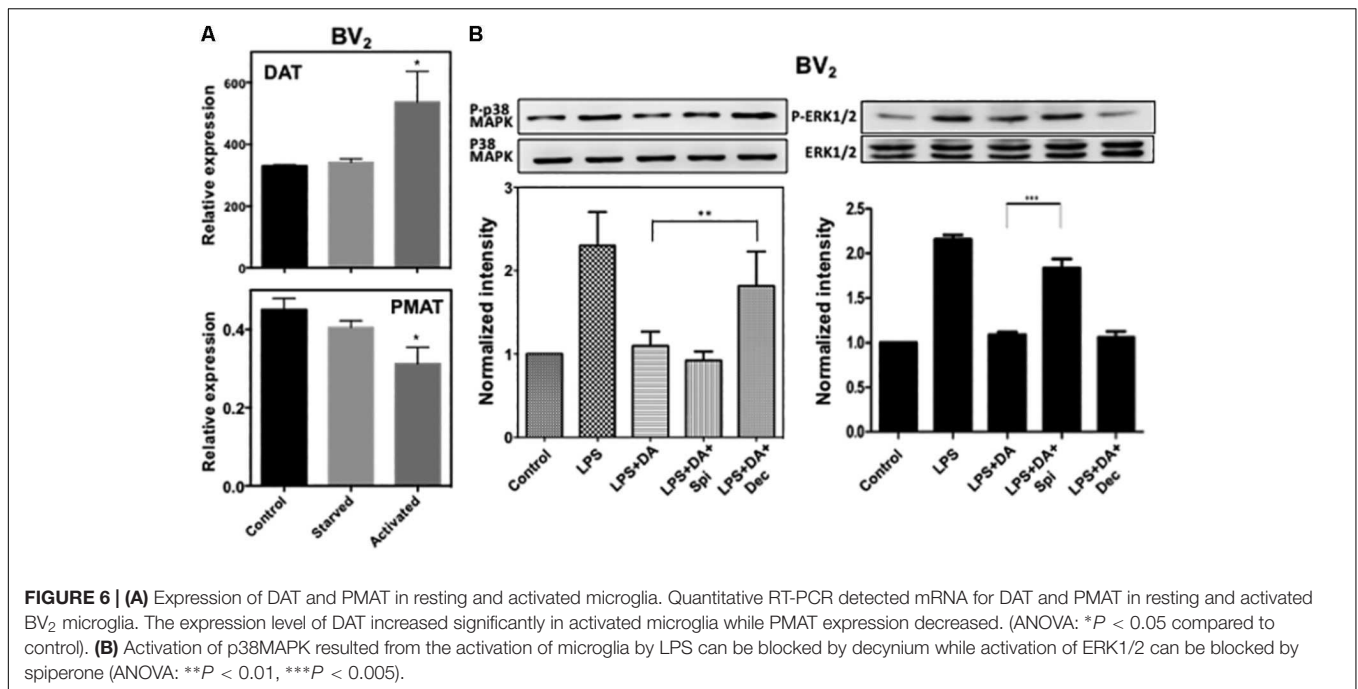 A
BV2
DAT
*
600
400
200
0
Relative expression
PMAT
*
0.4
0.2
0.0
Relative expression
Control
Starved
Activated
B
BV2
P-p38
MAPK
P38
MAPK
3
2
1
0
Normalized intensity
**
Control
LPS
LPS+DA
LPS+DA+
Spi
LPS+DA+
Dec
P-ERK1/2
ERK1/2
2.5
2.0
1.5
1.0
0.5
0.0
Normalized intensity
***
Control
LPS
LPS+DA
LPS+DA+
Spi
LPS+DA+
Dec
FIGURE 6 | (A) Expression of DAT and PMAT in resting and activated microglia. Quantitative RT-PCR detected mRNA for DAT and PMAT in resting and activated
BV2 microglia. The expression level of DAT increased significantly in activated microglia while PMAT expression decreased. (ANOVA: *P < 0.05 compared to
control). (B) Activation of p38MAPK resulted from the activation of microglia by LPS can be blocked by decynium while activation of ERK1/2 can be blocked by
spiperone (ANOVA: **P < 0.01, ***P < 0.005).